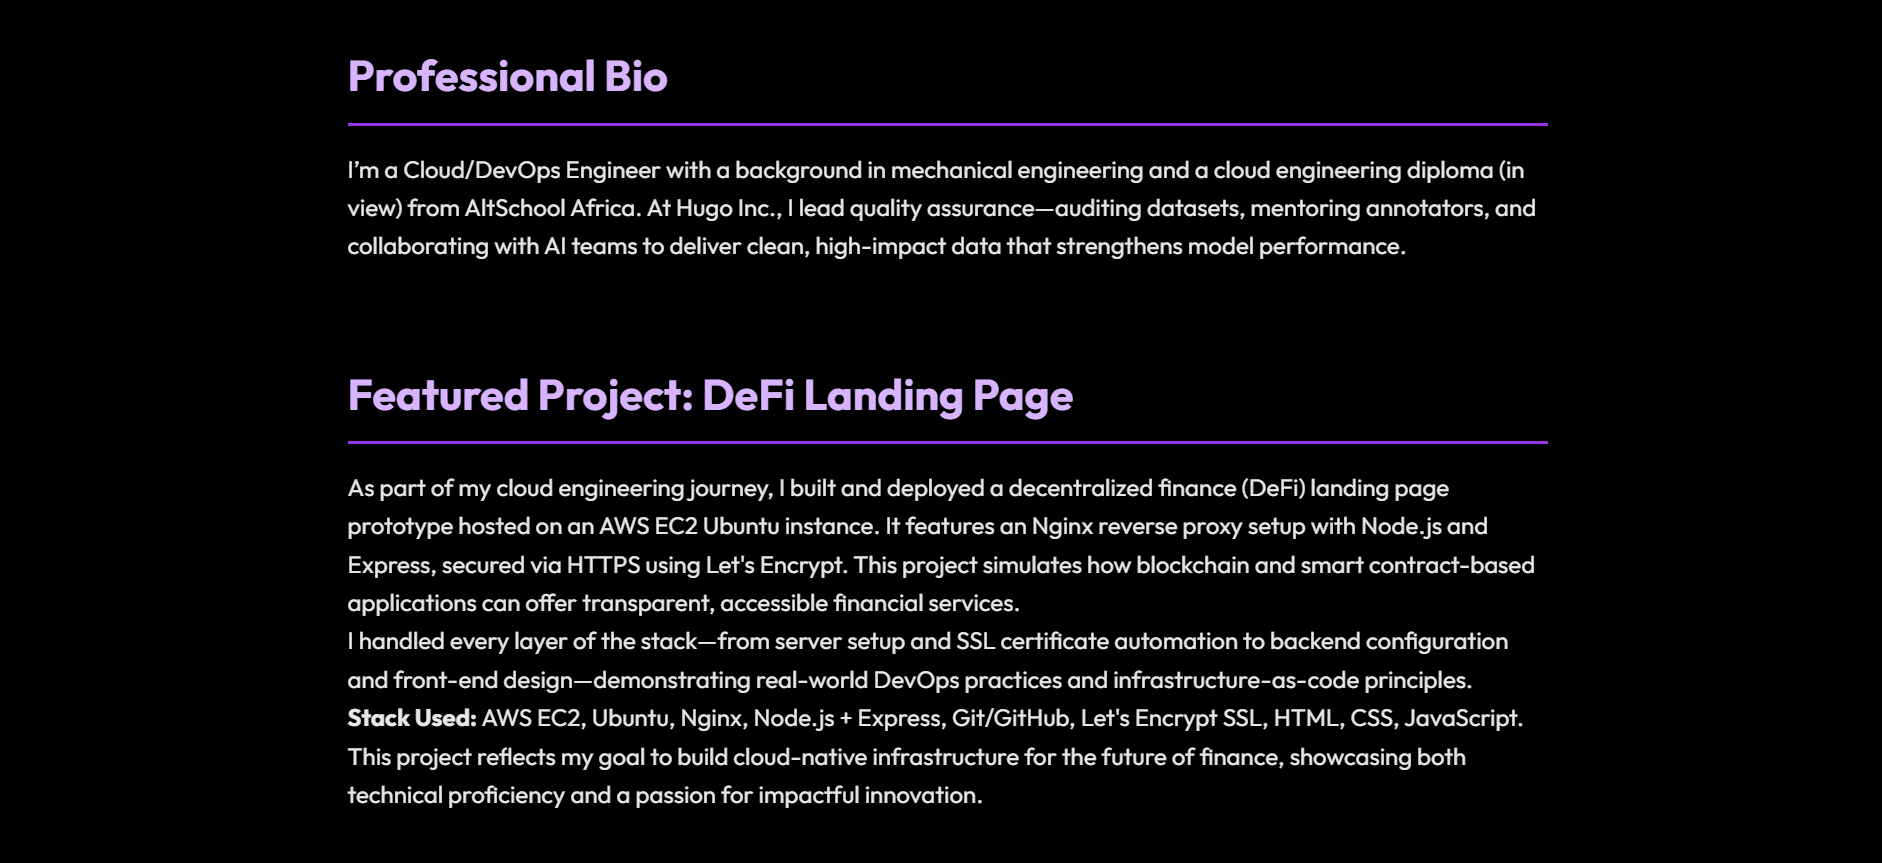 Professional Bio
I’m a Cloud/DevOps Engineer with a background in mechanical engineering and a cloud engineering diploma (in
view) from AltSchool Africa. At Hugo Inc., I lead quality assurance—auditing datasets, mentoring annotators, and
collaborating with AI teams to deliver clean, high-impact data that strengthens model performance.
Featured Project: DeFi Landing Page
As part of my cloud engineering journey, I built and deployed a decentralized finance (DeFi) landing page
prototype hosted on an AWS EC2 Ubuntu instance. It features an Nginx reverse proxy setup with Node.js and
Express, secured via HTTPS using Let's Encrypt. This project simulates how blockchain and smart contract-based
applications can offer transparent, accessible financial services.
I handled every layer of the stack—from server setup and SSL certificate automation to backend configuration
and front-end design—demonstrating real-world DevOps practices and infrastructure-as-code principles.
Stack Used: AWS EC2, Ubuntu, Nginx, Node.js + Express, Git/GitHub, Let's Encrypt SSL, HTML, CSS, JavaScript.
This project reflects my goal to build cloud-native infrastructure for the future of finance, showcasing both
technical proficiency and a passion for impactful innovation.